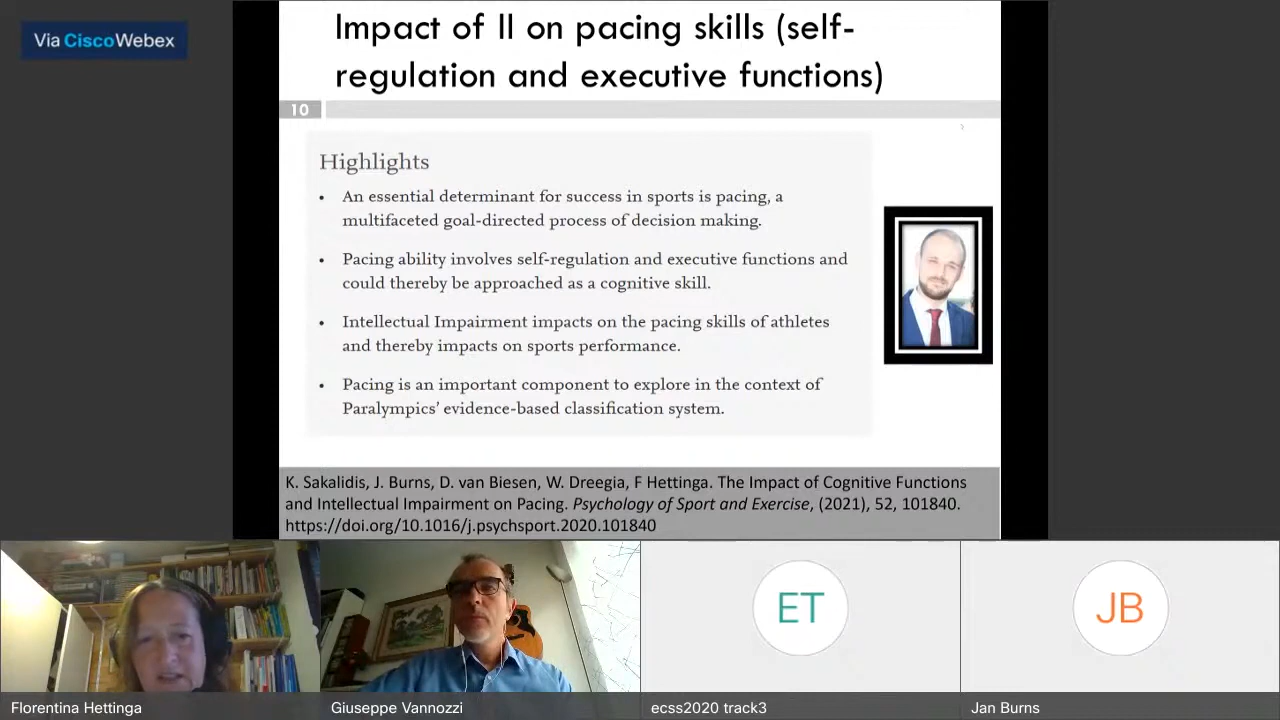 Via CiscoWebex
Impact of II on pacing skills (self-
regulation and executive functions)
10
Highlights
• An essential determinant for success in sports is pacing, a
multifaceted goal-directed process of decision making.
• Pacing ability involves self-regulation and executive functions and
could thereby be approached as a cognitive skill.
• Intellectual Impairment impacts on the pacing skills of athletes
and thereby impacts on sports performance.
• Pacing is an important component to explore in the context of
Paralympics’ evidence-based classification system.
K. Sakalidis, J. Burns, D. van Biesen, W. Dreegia, F Hettinga. The Impact of Cognitive Functions
and Intellectual Impairment on Pacing. Psychology of Sport and Exercise, (2021), 52, 101840.
https://doi.org/10.1016/j.psychsport.2020.101840
ET
JB
Florentina Hettinga
Giuseppe Vannozzi
ecss2020 track3
Jan Burns